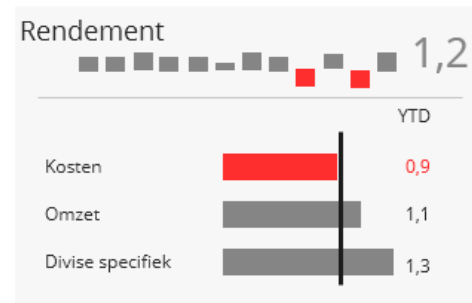 Rendement
1,2
YTD
Kosten 0,9
Omzet 1,1
Divise specifiek 1,3